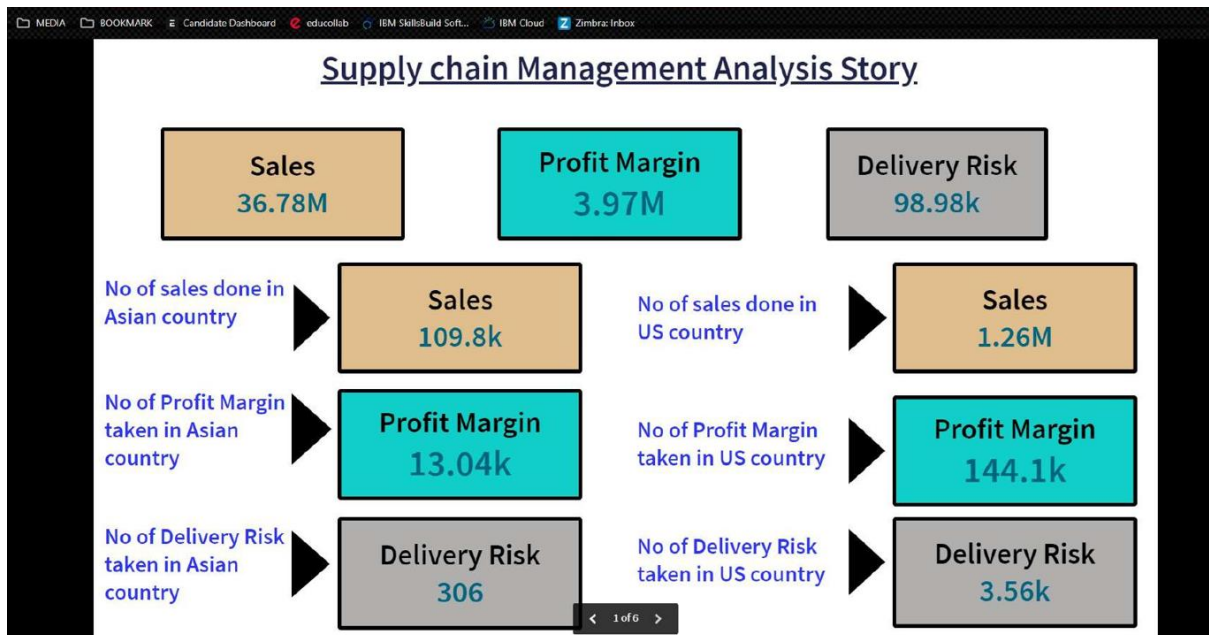 MEDIA BOOKMARK Candidate Dashboard educollab IBM SkillsBuild Soft... IBM Cloud Zimbra: Inbox
Supply chain Management Analysis Story
Sales
36.78M
Profit Margin
3.97M
Delivery Risk
98.98k
No of sales done in
Asian country
Sales
109.8k
No of sales done in
US country
Sales
1.26M
No of Profit Margin
taken in Asian
country
Profit Margin
13.04k
No of Profit Margin
taken in US country
Profit Margin
144.1k
No of Delivery Risk
taken in Asian
country
Delivery Risk
306
No of Delivery Risk
taken in US country
Delivery Risk
3.56k
1 of 6